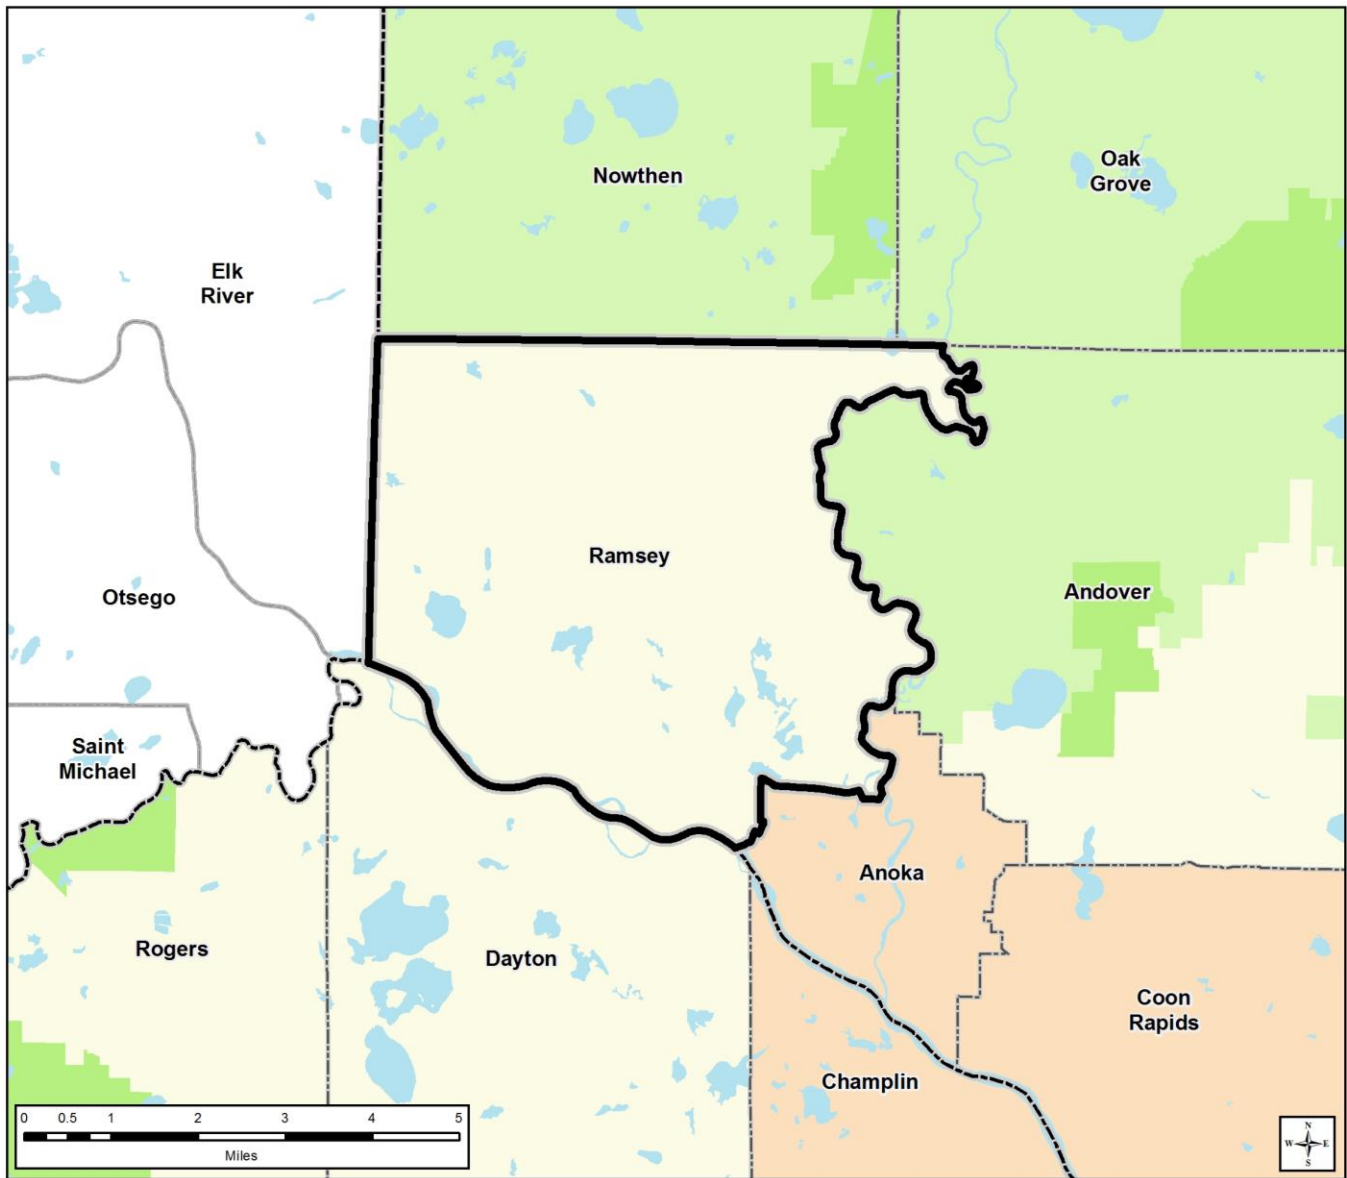 Nowthen
Oak
Grove
Elk
River
Ramsey
Otsego
Andover
Saint
Michael
Anoka
Rogers
Dayton
Coon
Rapids
Champlin
0 0.5 1 2 3 4 5
Miles
N
W E
S